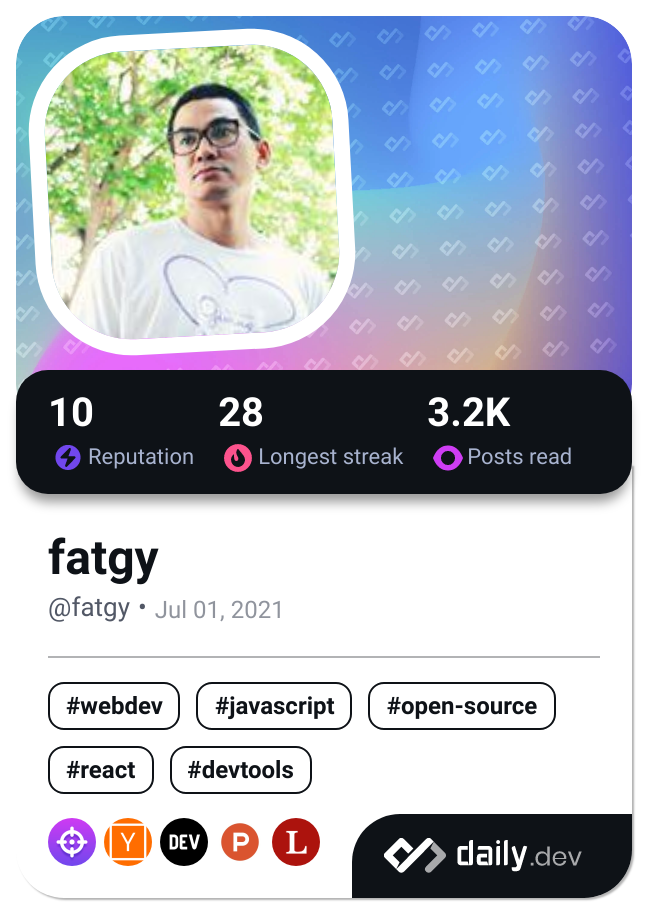 10 28 3.2K
Reputation Longest streak Posts read
fatgy
@fatgy • Jul 01, 2021
#webdev #javascript #open-source
#react #devtools
Y DEV P L
daily.dev